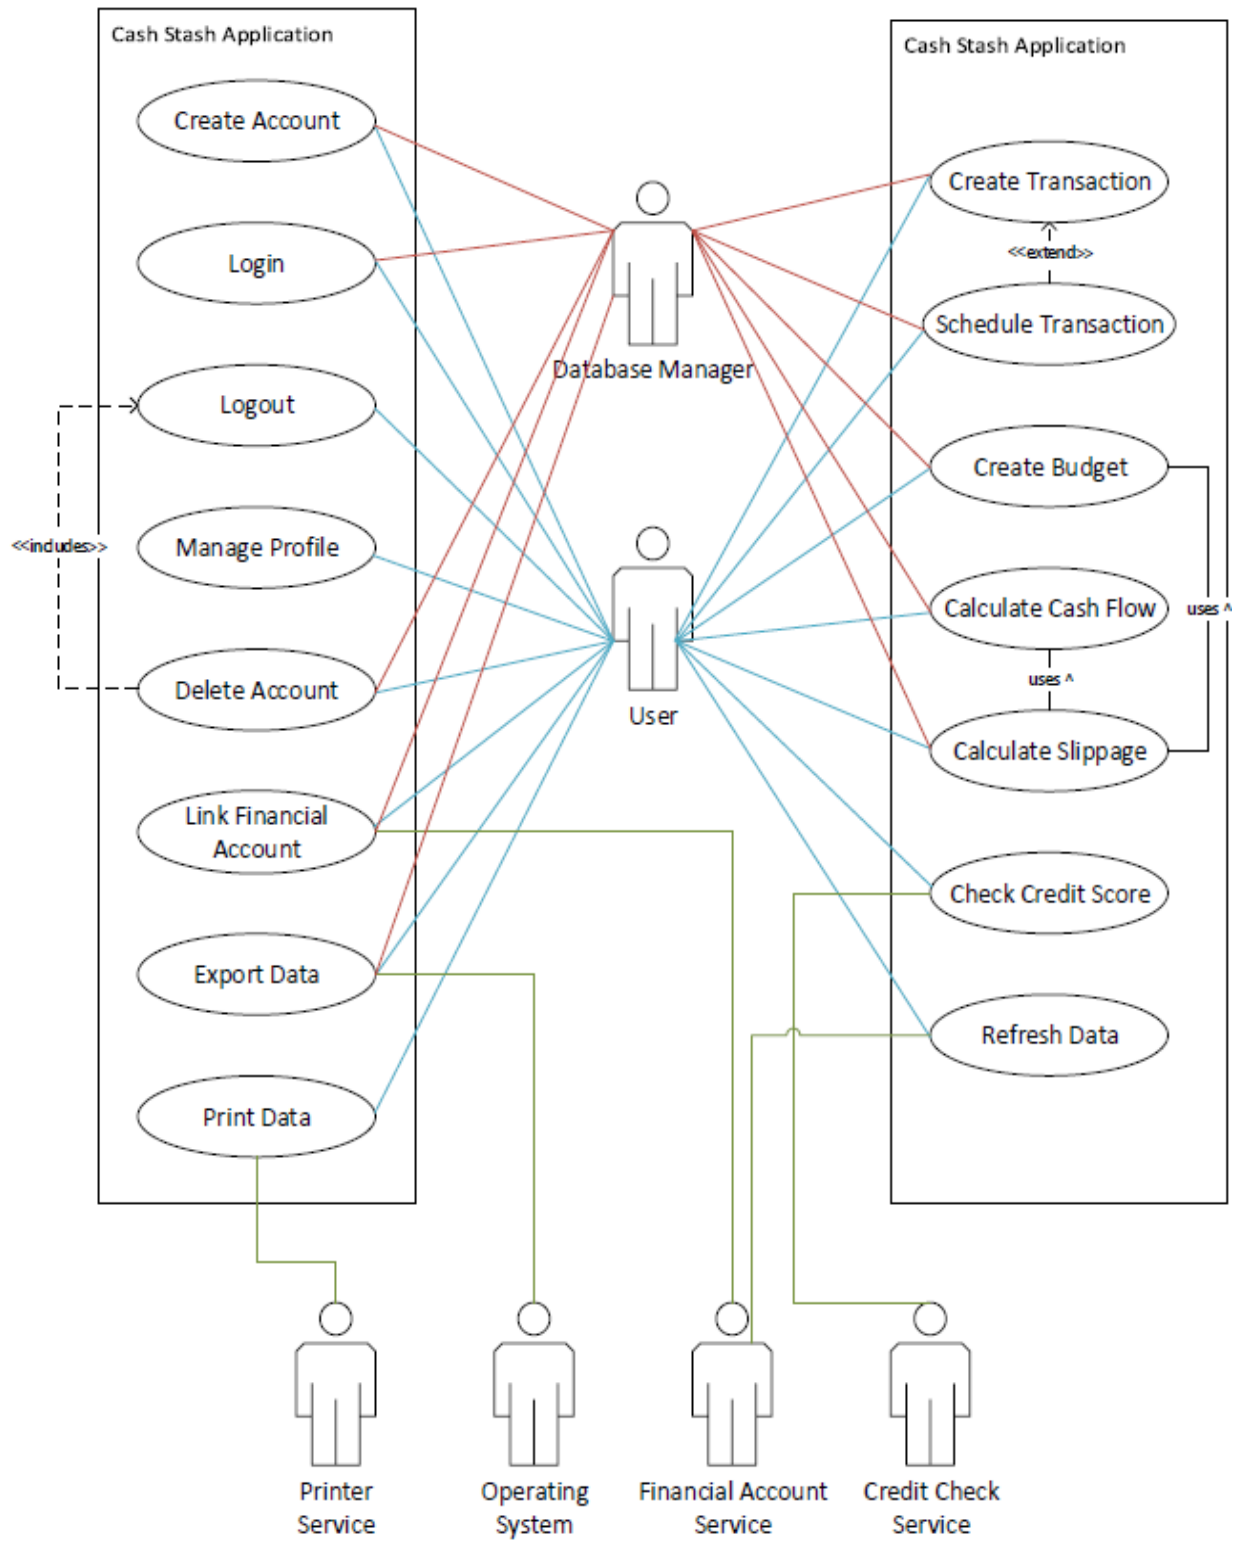 Cash Stash Application
Create Account
Login
Logout
<<includes>>
Manage Profile
Delete Account
Link Financial
Account
Export Data
Print Data
Database Manager
User
Cash Stash Application
Create Transaction
<<extend>>
Schedule Transaction
Create Budget
Calculate Cash Flow
uses ^
uses ^
Calculate Slippage
Check Credit Score
Refresh Data
Printer
Service
Operating
System
Financial Account
Service
Credit Check
Service